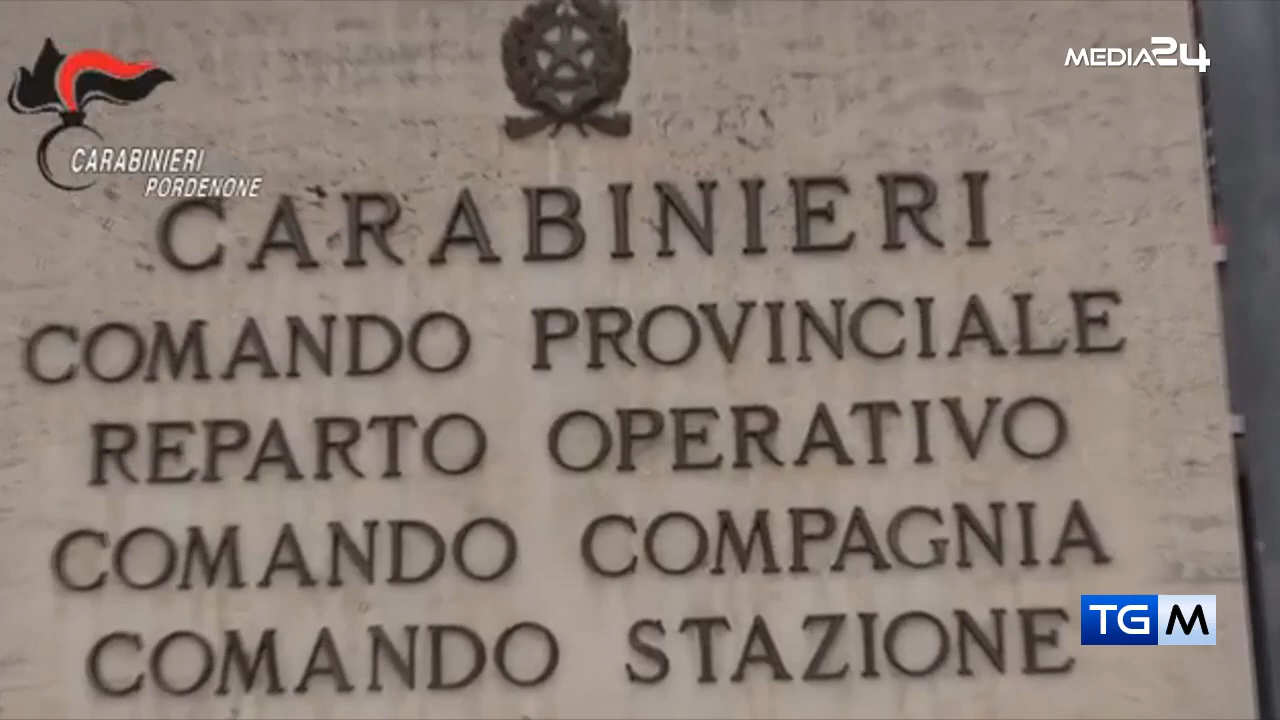 MEDIA24
CARABINIERI
PORDENONE
CARABINIERI
COMANDO PROVINCIALE
REPARTO OPERATIVO
COMANDO COMPAGNIA
COMANDO STAZIONE
TGM